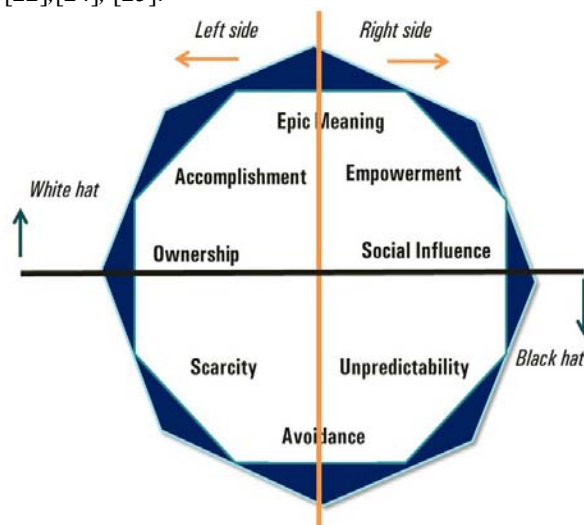 Left side Right side
Epic Meaning
Accomplishment Empowerment
White hat
Ownership Social Influence
Scarcity Unpredictability
Black hat
Avoidance